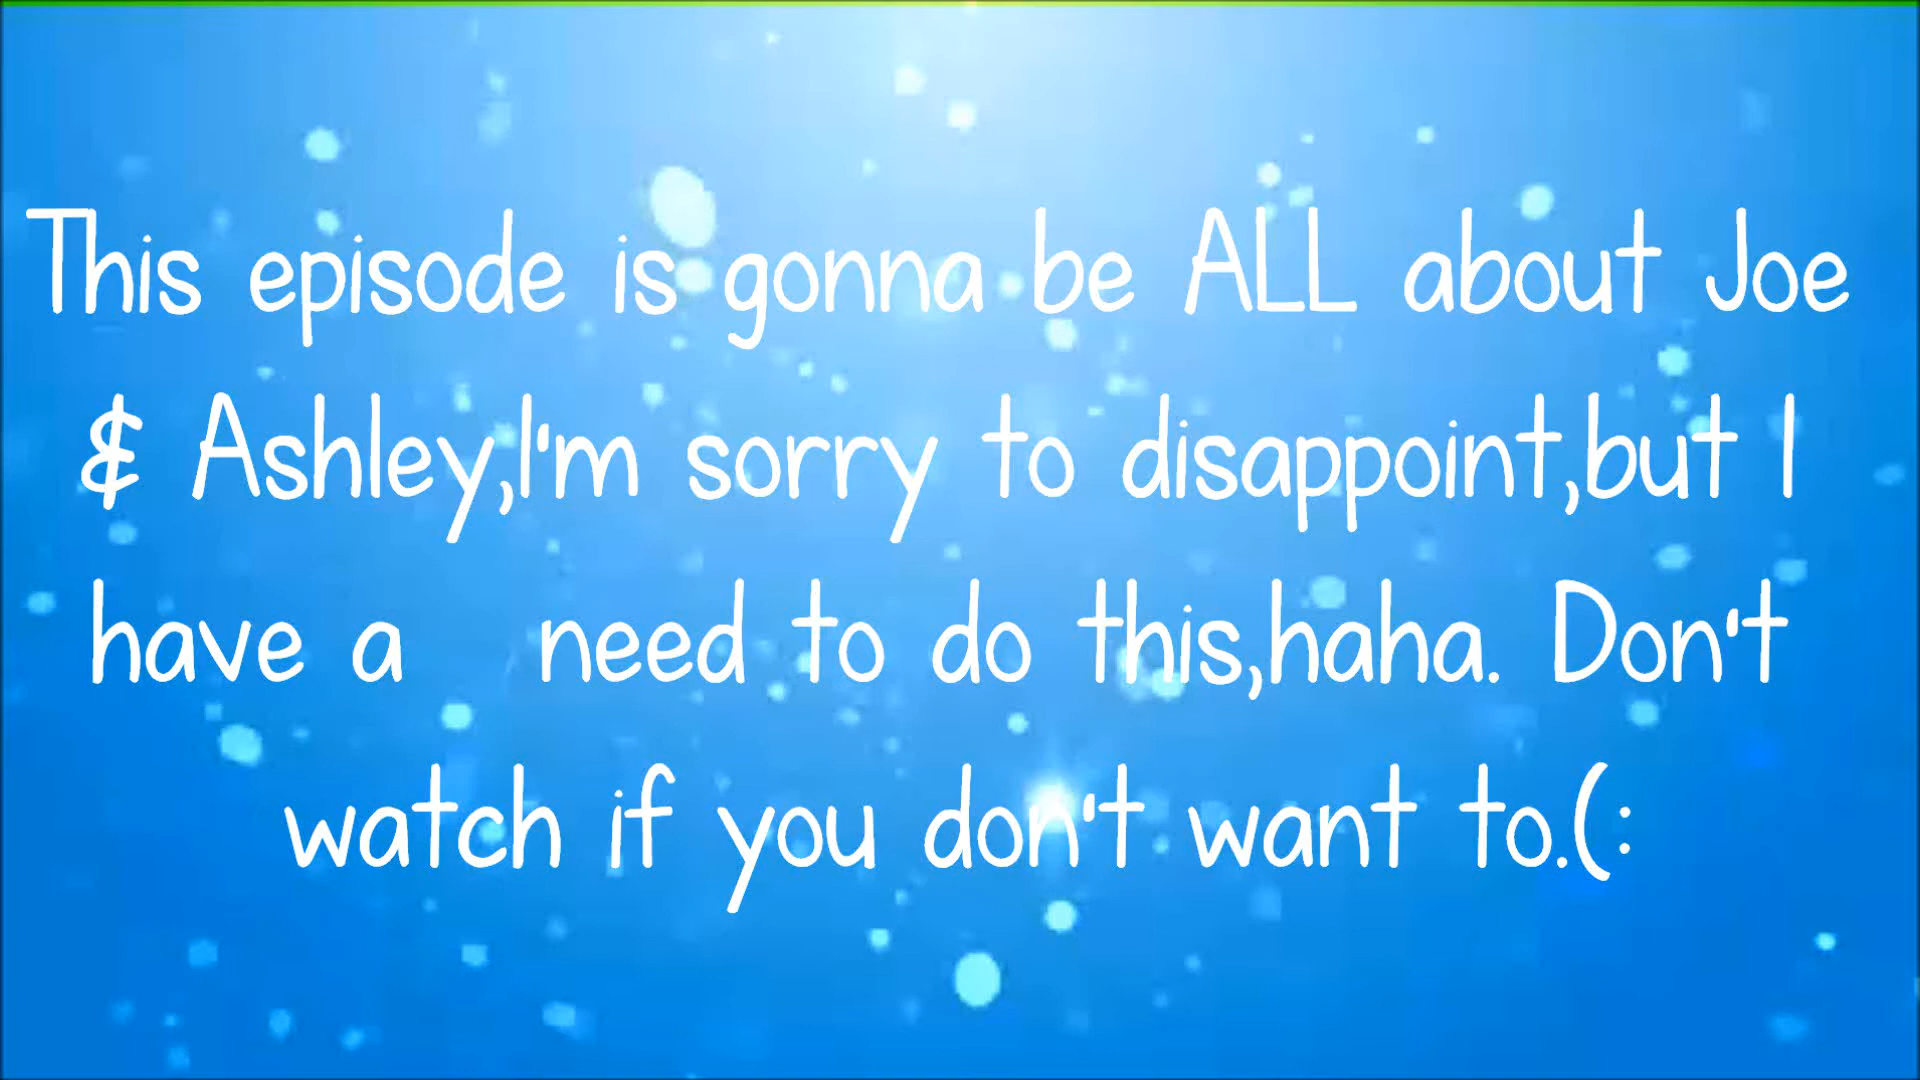 This episode is gonna be ALL about Joe
& Ashley,I'm sorry to disappoint,but I
have a need to do this,haha. Don't
watch if you don't want to.(: